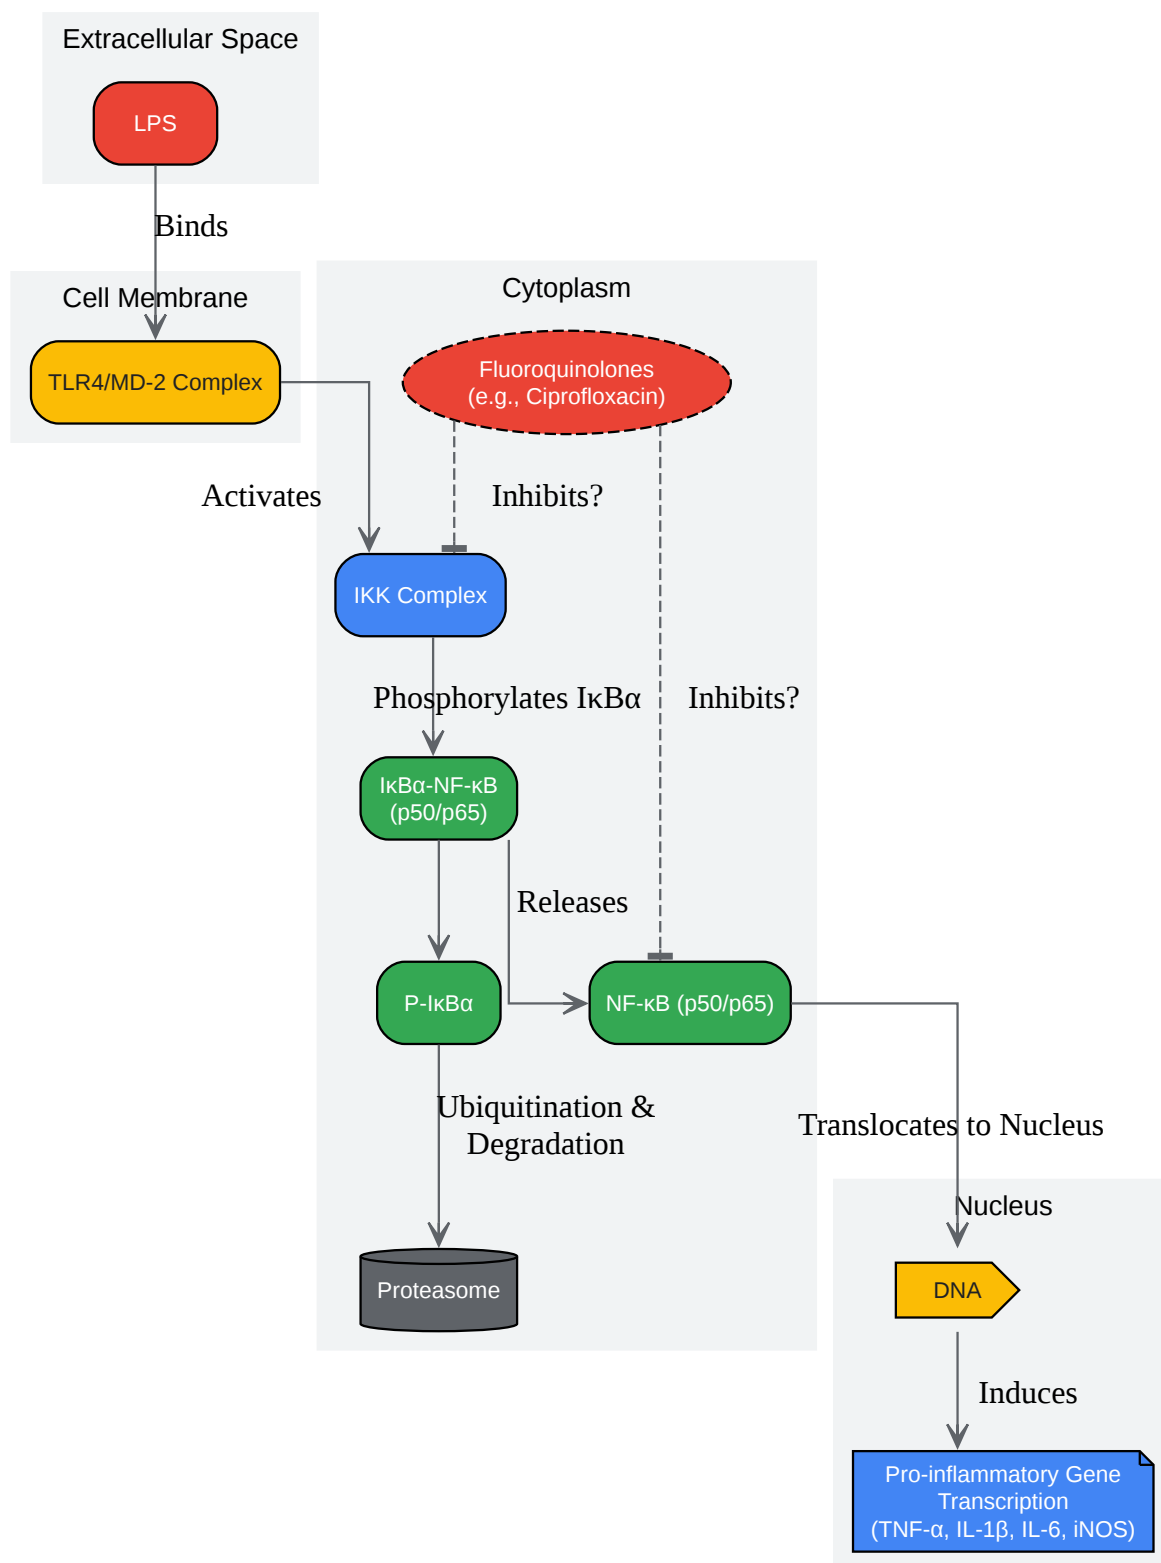 Extracellular Space
LPS
Binds
Cell Membrane
TLR4/MD-2 Complex
Cytoplasm
Fluoroquinolones
(e.g., Ciprofloxacin)
Activates
Inhibits?
IKK Complex
Phosphorylates IκBα
Inhibits?
IκBα-NF-κB
(p50/p65)
Releases
P-IκBα
NF-κB (p50/p65)
Ubiquitination &
Degradation
Translocates to Nucleus
Nucleus
Proteasome
DNA
Induces
Pro-inflammatory Gene
Transcription
(TNF-α, IL-1β, IL-6, iNOS)